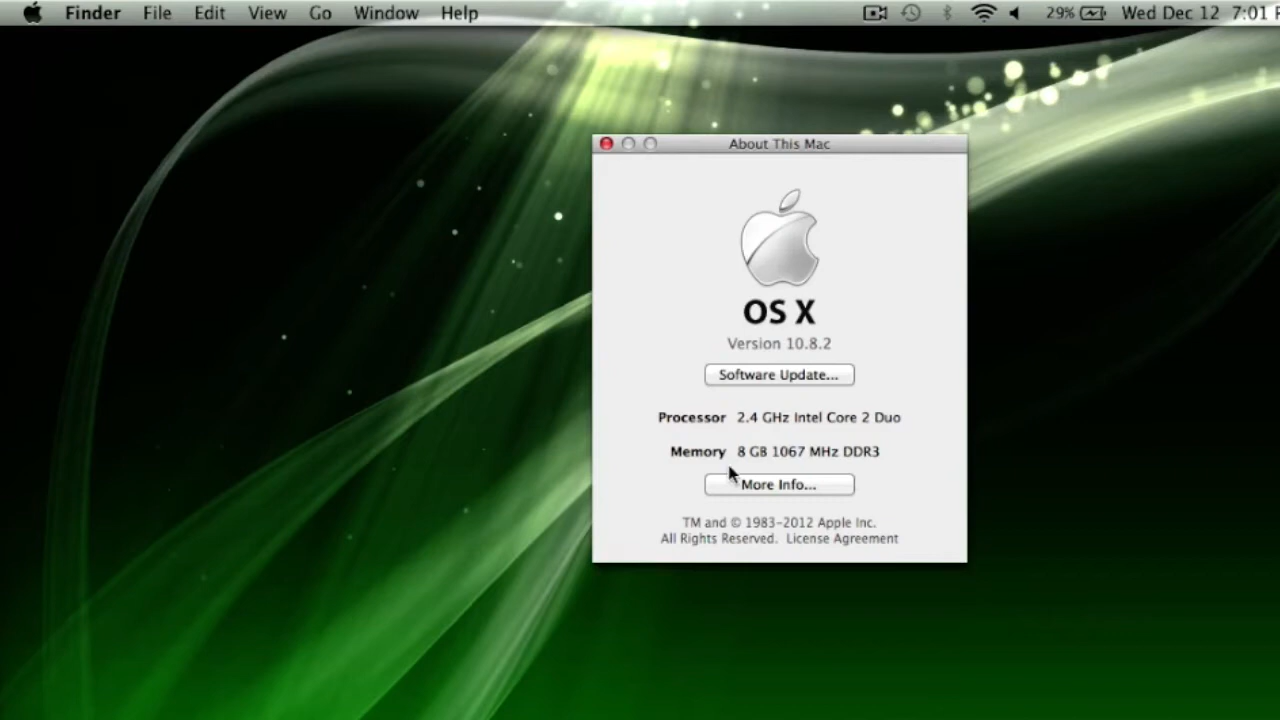 Finder File Edit View Go Window Help 29% Wed Dec 12 7:01
About This Mac
OS X
Version 10.8.2
Software Update...
Processor 2.4 GHz Intel Core 2 Duo
Memory 8 GB 1067 MHz DDR3
More Info...
TM and © 1983-2012 Apple Inc.
All Rights Reserved. License Agreement